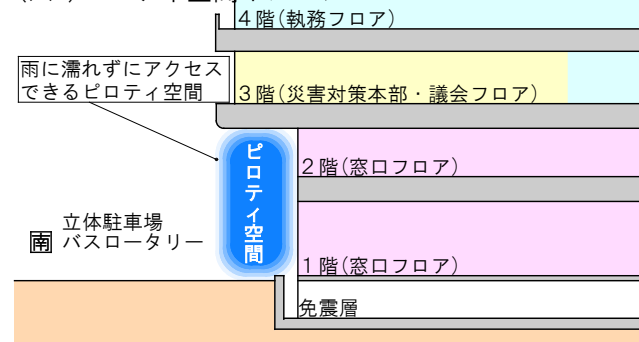 4階(執務フロア)
雨に濡れずにアクセス
できるピロティ空間
3階(災害対策本部・議会フロア)
ピロティ空間
2階(窓口フロア)
立体駐車場
南 バスロータリー
1階(窓口フロア)
免震層